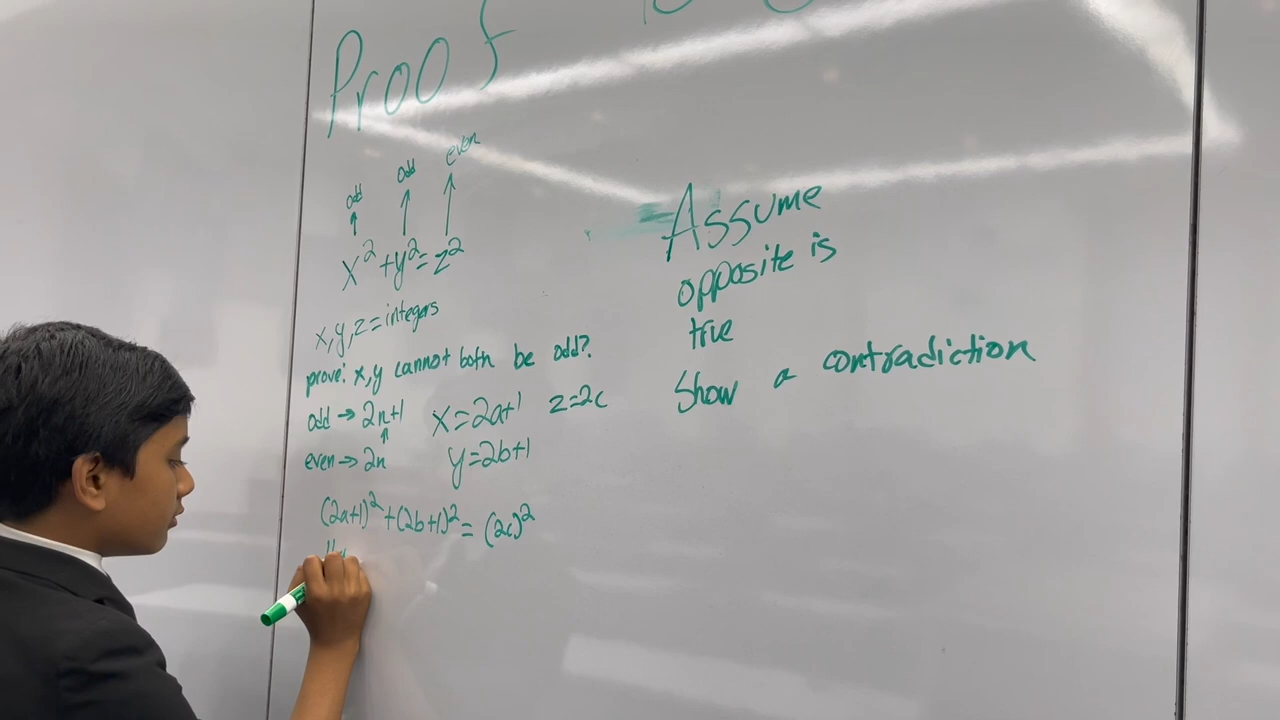 Proof
odd odd even
x²+y²=z²
x,y,z=integers
prove: x,y cannot both be odd?
odd → 2n+1 x=2a+1 z=2c
even → 2n y=2b+1
(2a+1)²+(2b+1)²=(2c)²
Assume
opposite is
true
Show a contradiction